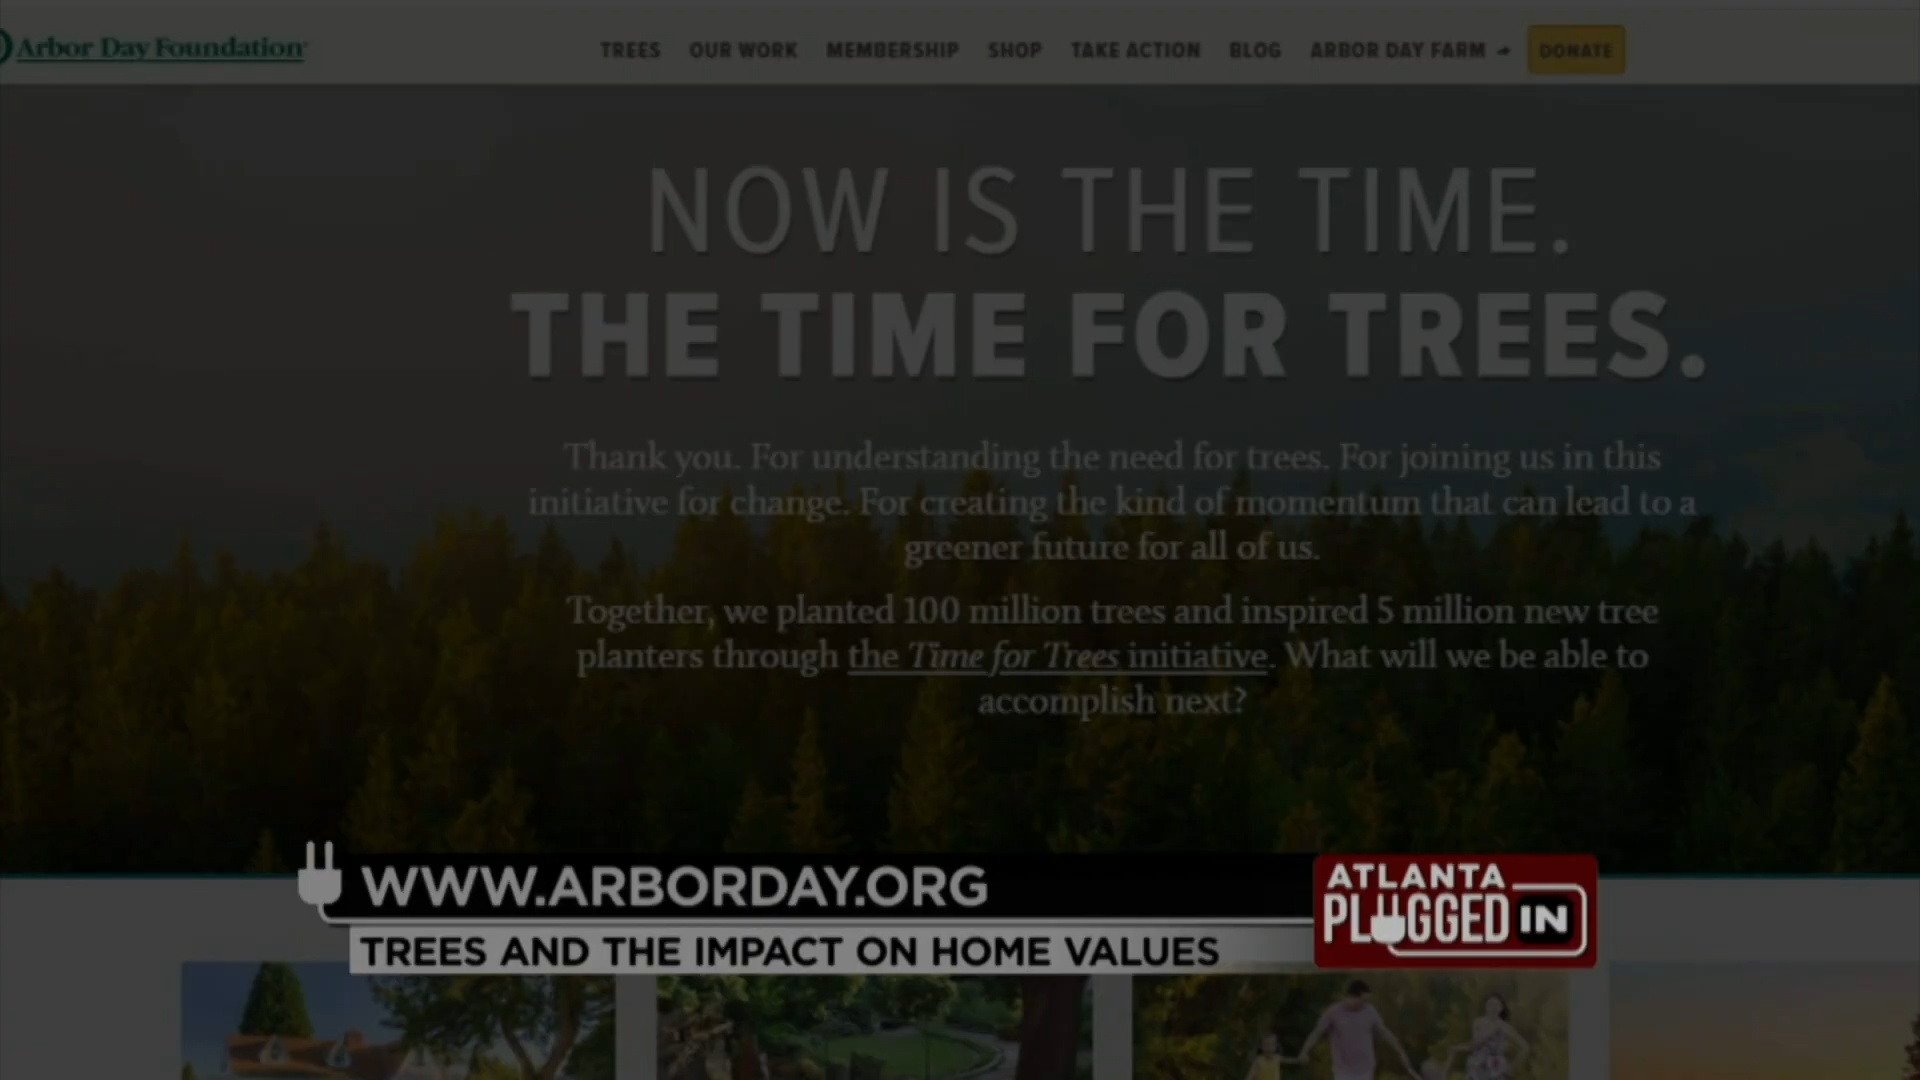 Arbor Day Foundation
TREES OUR WORK MEMBERSHIP SHOP TAKE ACTION BLOG ARBOR DAY FARM DONATE
NOW IS THE TIME.
THE TIME FOR TREES.
Thank you. For understanding the need for trees. For joining us in this
initiative for change. For creating the kind of momentum that can lead to a
greener future for all of us.
Together, we planted 100 million trees and inspired 5 million new tree
planters through the Time for Trees initiative. What will we be able to
accomplish next?
WWW.ARBORDAY.ORG
TREES AND THE IMPACT ON HOME VALUES
ATLANTA
PLUGGED IN